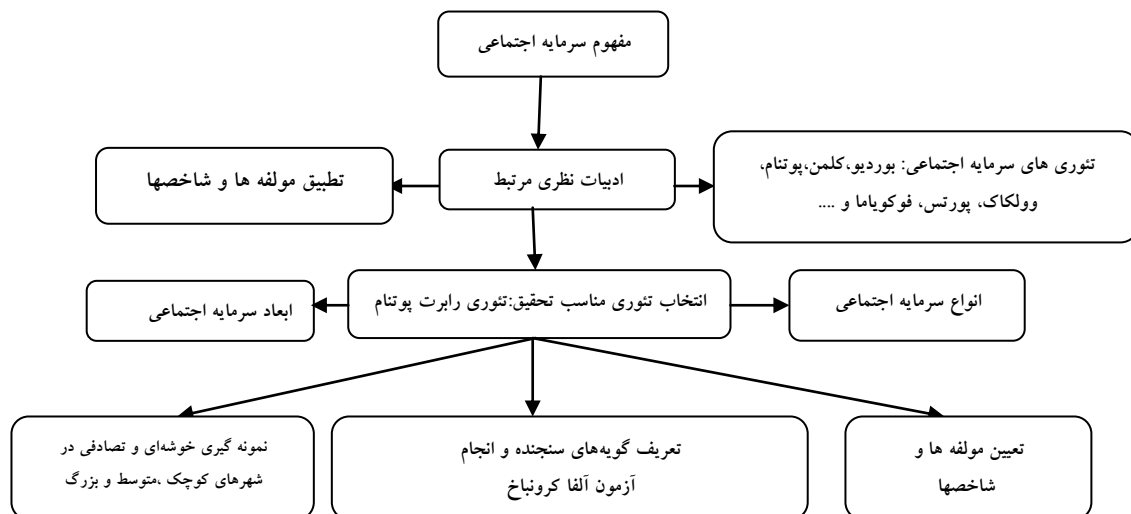 مفهوم سرمایه اجتماعی
تئوری های سرمایه اجتماعی: بوردیو،کلمن،پوتنام،
وولکاک، پورتس، فوکویاما و ....
ادبیات نظری مرتبط
تطبیق مولفه ها و شاخصها
انواع سرمایه اجتماعی
انتخاب تئوری مناسب تحقیق:تئوری رابرت پوتنام
ابعاد سرمایه اجتماعی
تعیین مولفه ها و
شاخصها
تعریف گویه‌های سنجنده و انجام
آزمون آلفا کرونباخ
نمونه گیری خوشه‌ای و تصادفی در
شهرهای کوچک ،متوسط و بزرگ